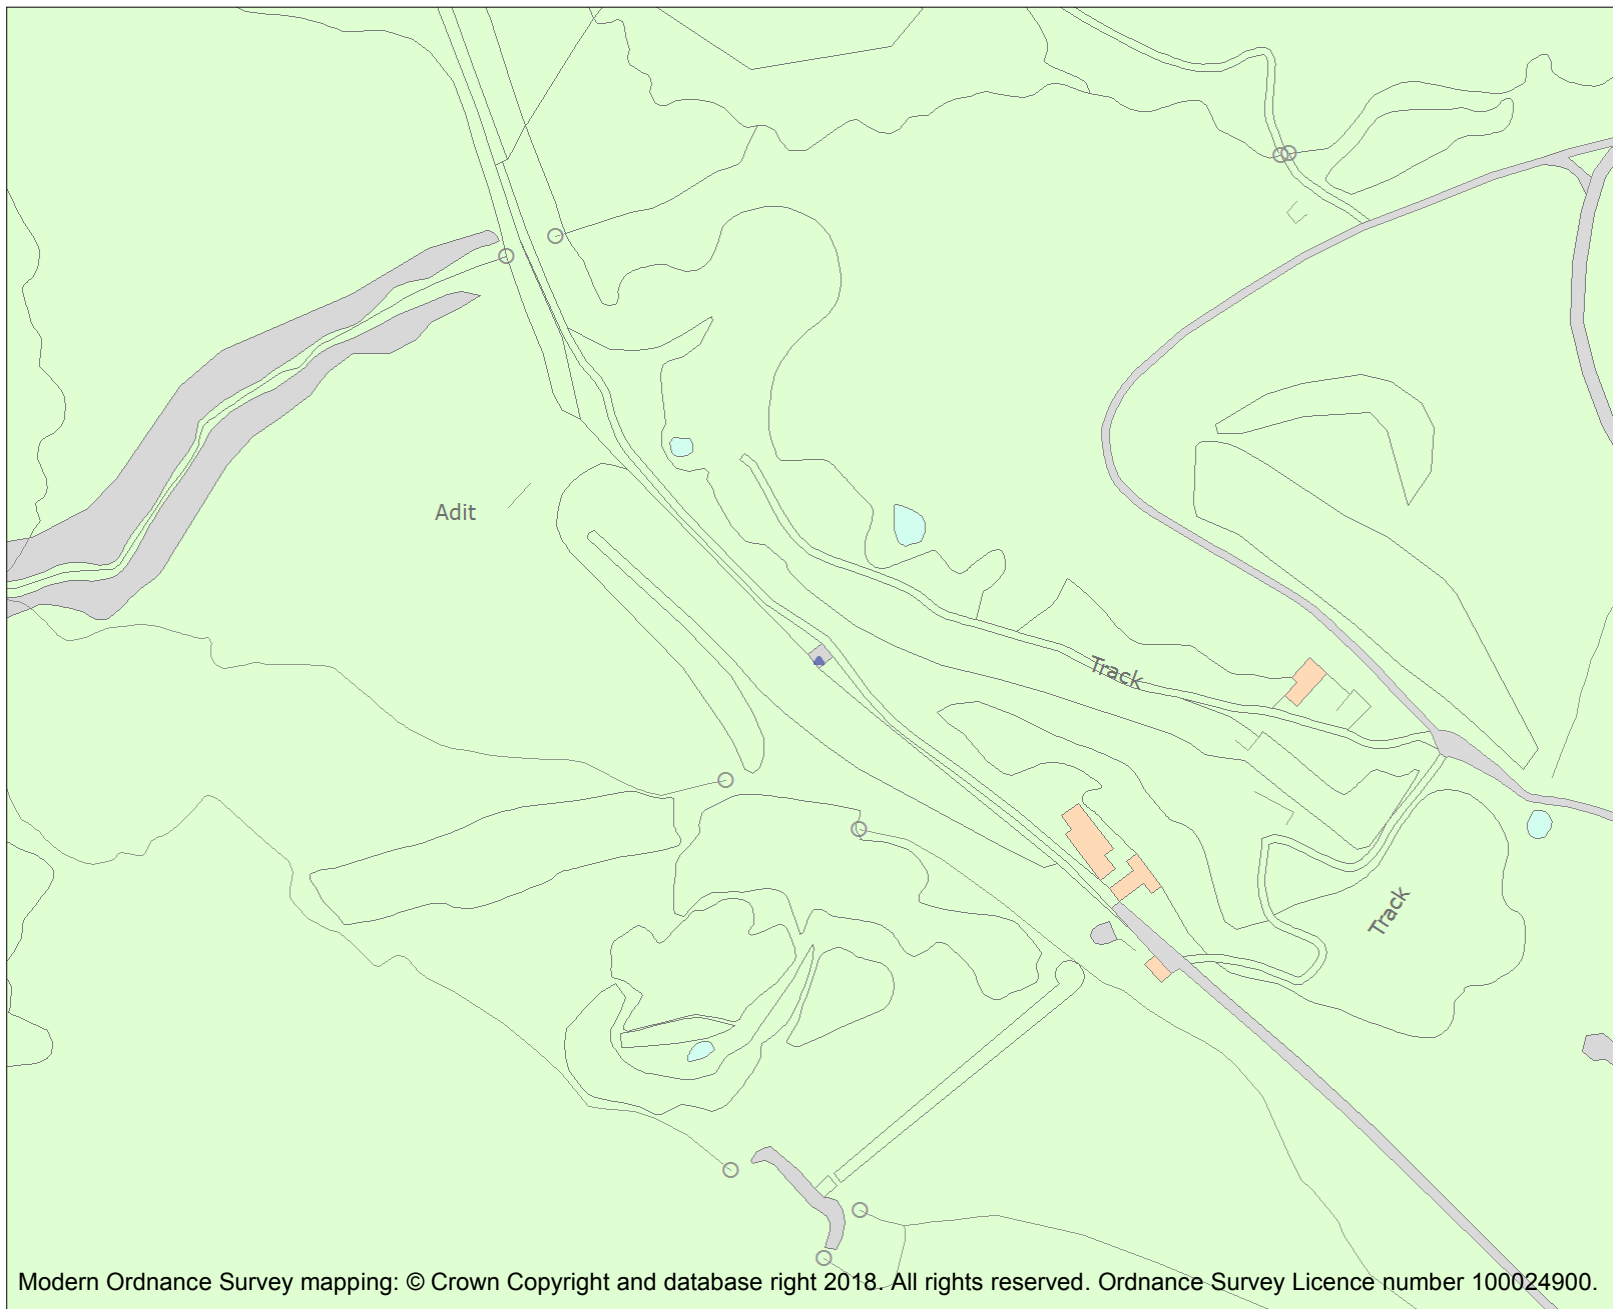 Adit
Track
Track
Modern Ordnance Survey mapping: © Crown Copyright and database right 2018. All rights reserved. Ordnance Survey Licence number 100024900.